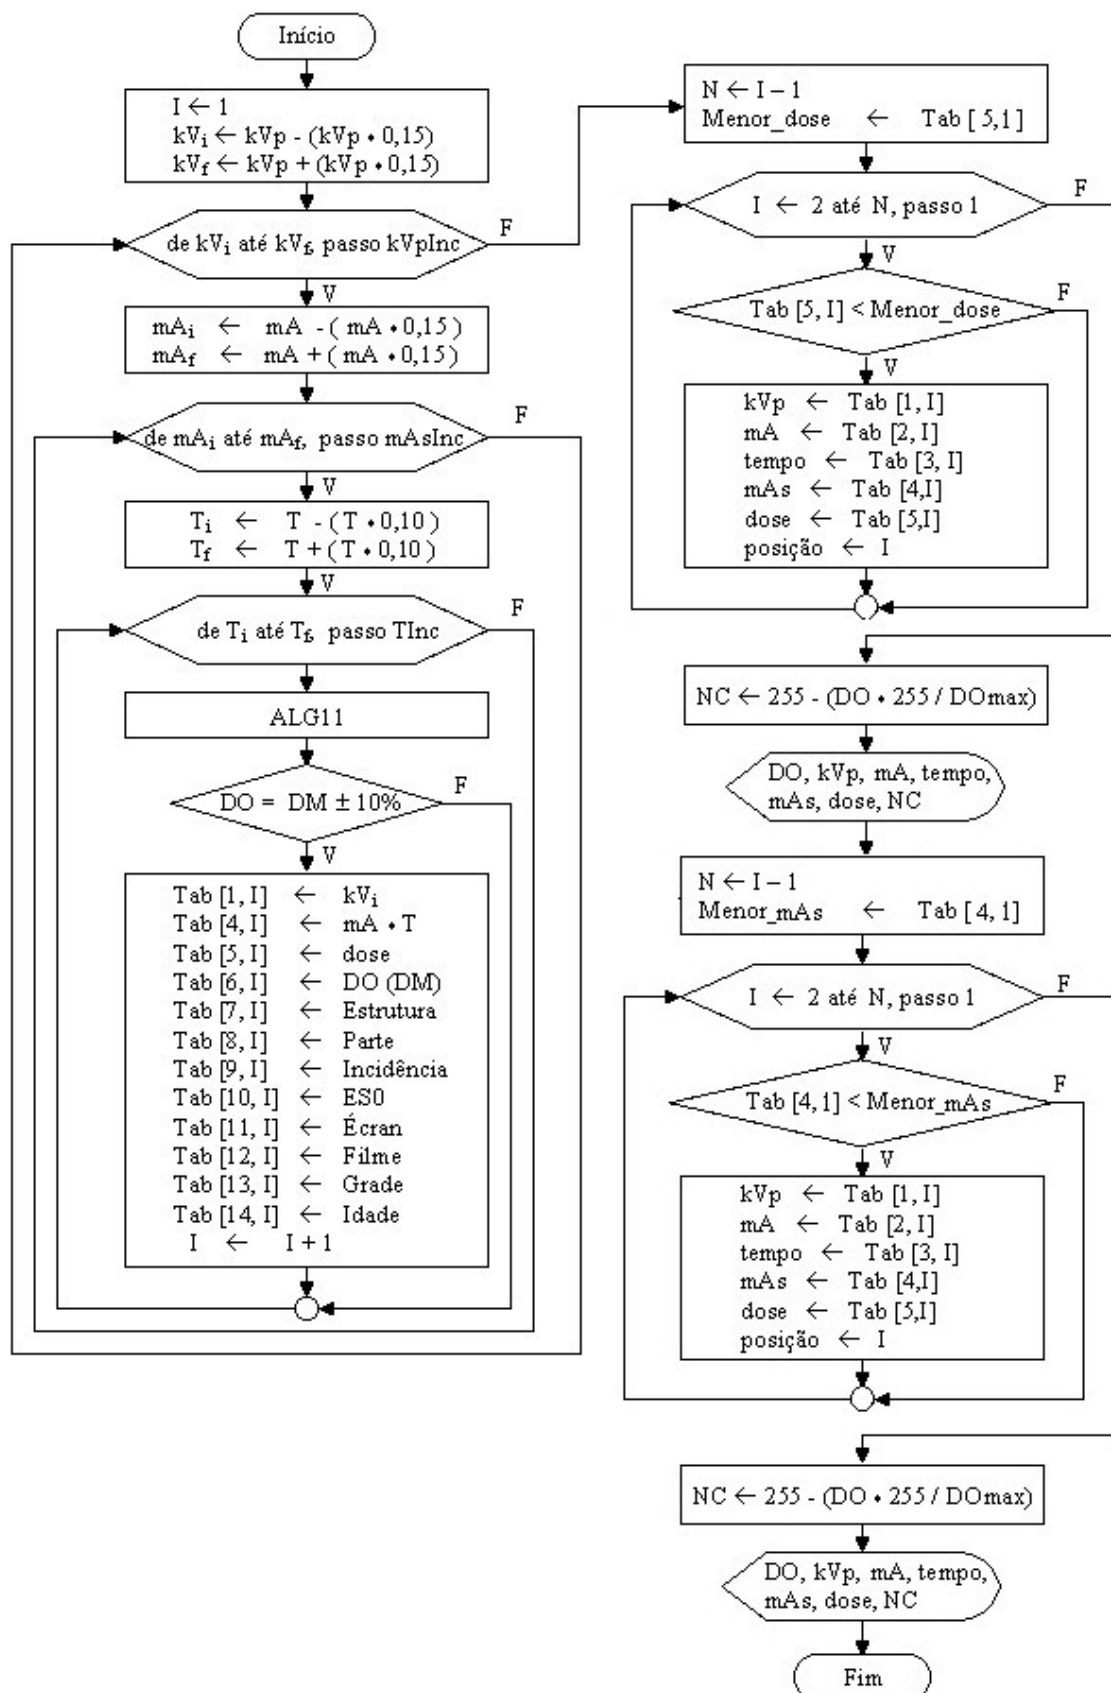 Início
I ← 1
kVi ← kVp - (kVp • 0,15)
kVf ← kVp + (kVp • 0,15)
de kVi até kVf, passo kVpInc
F
V
mAi ← mA - ( mA • 0,15 )
mAf ← mA + ( mA • 0,15 )
de mAi até mAf, passo mAsInc
F
V
Ti ← T - (T • 0,10 )
Tf ← T + (T • 0,10)
V
de Ti até Tf, passo TInc
F
ALG11
DO = DM ± 10%
F
V
Tab [1, I] ← kVi
Tab [4, I] ← mA • T
Tab [5, I] ← dose
Tab [6, I] ← DO (DM)
Tab [7, I] ← Estrutura
Tab [8, I] ← Parte
Tab [9, I] ← Incidência
Tab [10, I] ← ES0
Tab [11, I] ← Écran
Tab [12, I] ← Filme
Tab [13, I] ← Grade
Tab [14, I] ← Idade
I ← I + 1
N ← I – 1
Menor_dose ← Tab [ 5,1]
I ← 2 até N, passo 1
F
V
Tab [5, I] < Menor_dose
F
V
kVp ← Tab [1, I]
mA ← Tab [2, I]
tempo ← Tab [3, I]
mAs ← Tab [4,I]
dose ← Tab [5,I]
posição ← I
NC ← 255 - (DO • 255 / DOmax)
DO, kVp, mA, tempo,
mAs, dose, NC
N ← I – 1
Menor_mAs ← Tab [ 4, 1]
I ← 2 até N, passo 1
F
V
Tab [4, 1] < Menor_mAs
F
V
kVp ← Tab [1, I]
mA ← Tab [2, I]
tempo ← Tab [3, I]
mAs ← Tab [4,I]
dose ← Tab [5,I]
posição ← I
NC ← 255 - (DO • 255 / DOmax)
DO, kVp, mA, tempo,
mAs, dose, NC
Fim